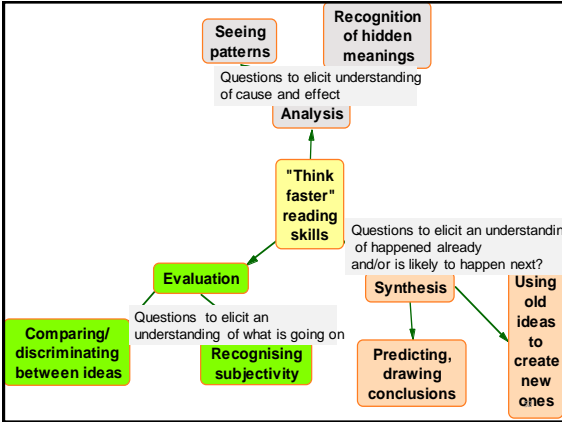 Seeing
patterns
Recognition
of hidden
meanings
Questions to elicit understanding
of cause and effect
Analysis
"Think
faster"
reading
skills
Questions to elicit an understandin
of happened already
and/or is likely to happen next?
Evaluation
Synthesis
Questions to elicit an
understanding of what is going on
Comparing/
discriminating
between ideas
Recognising
subjectivity
Predicting,
drawing
conclusions
Using
old
ideas
to
create
new
ones